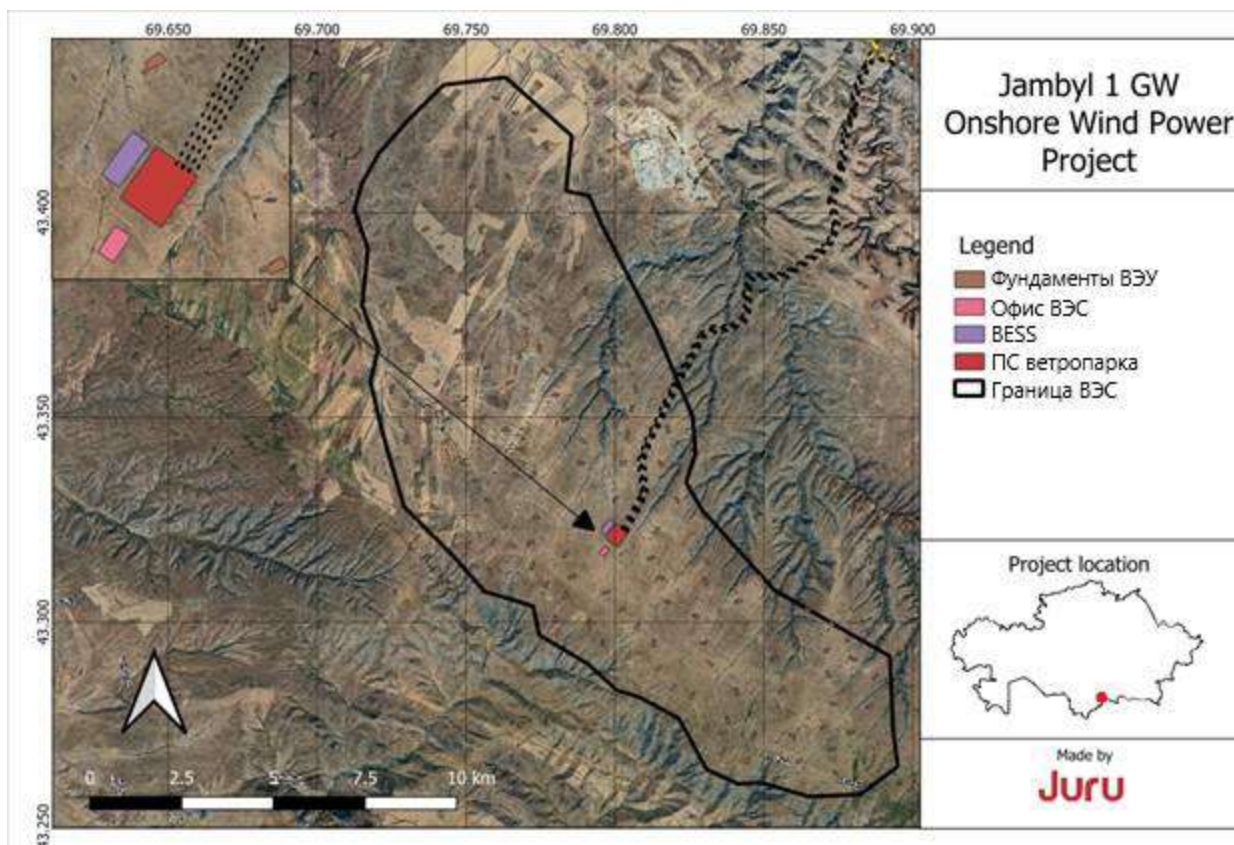 69.650 69.700 69.750 69.800 69.850 69.900
43.400
43.350
43.300
43.250
0 2.5 5 7.5 10 km
Jambyl 1 GW
Onshore Wind Power
Project
Legend
Фундаменты ВЭУ
Офис ВЭС
BESS
ПС ветропарка
Граница ВЭС
Project location
Made by
Juru